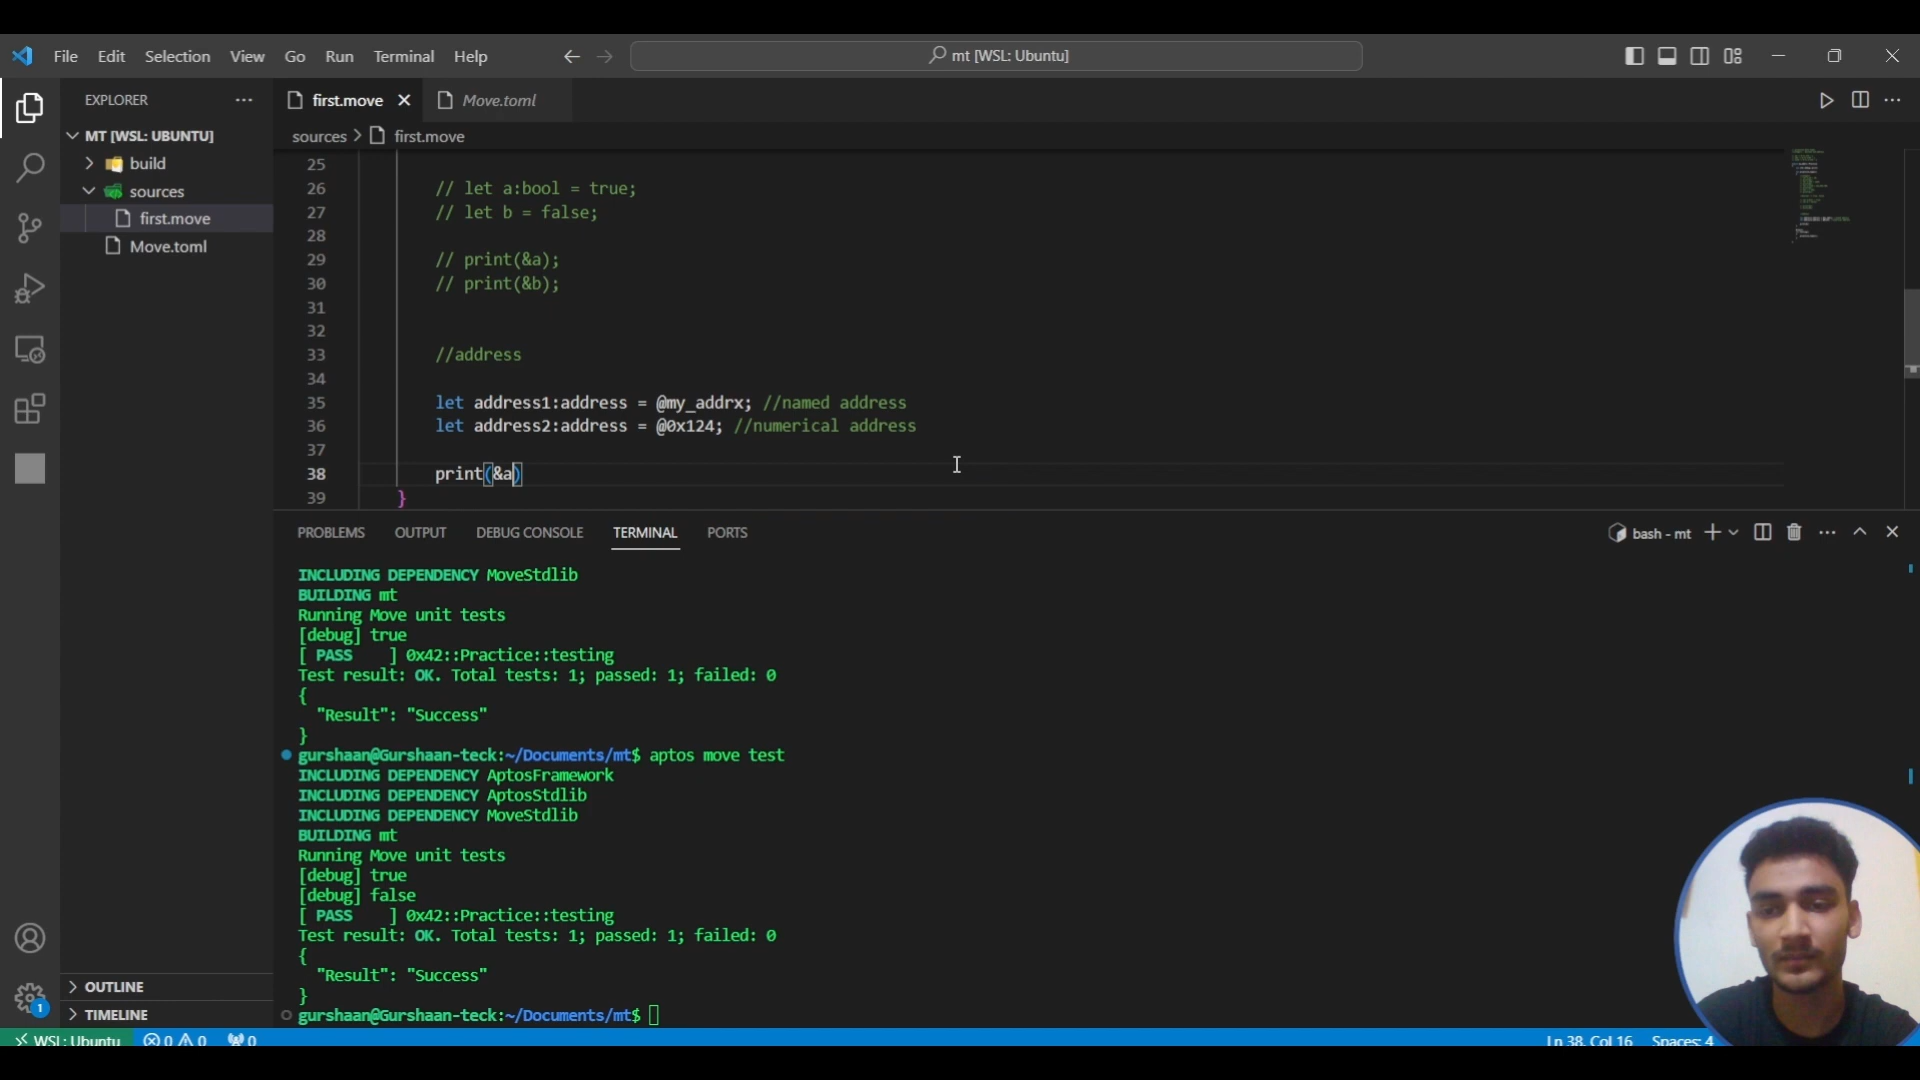 File Edit Selection View Go Run Terminal Help
mt [WSL: Ubuntu]
EXPLORER
first.move
Move.toml
MT [WSL: UBUNTU]
build
sources
first.move
Move.toml
sources > first.move
25
26 // let a:bool = true;
27 // let b = false;
28
29 // print(&a);
30 // print(&b);
31
32
33 //address
34
35 let address1:address = @my_addrx; //named address
36 let address2:address = @0x124; //numerical address
37
38 print(&a)
39 }
PROBLEMS OUTPUT DEBUG CONSOLE TERMINAL PORTS
bash - mt
INCLUDING DEPENDENCY MoveStdlib
BUILDING mt
Running Move unit tests
[debug] true
[ PASS    ] 0x42::Practice::testing
Test result: OK. Total tests: 1; passed: 1; failed: 0
{
"Result": "Success"
}
gurshaan@Gurshaan-teck:~/Documents/mt$ aptos move test
INCLUDING DEPENDENCY AptosFramework
INCLUDING DEPENDENCY AptosStdlib
INCLUDING DEPENDENCY MoveStdlib
BUILDING mt
Running Move unit tests
[debug] true
[debug] false
[ PASS    ] 0x42::Practice::testing
Test result: OK. Total tests: 1; passed: 1; failed: 0
{
"Result": "Success"
}
gurshaan@Gurshaan-teck:~/Documents/mt$
OUTLINE
TIMELINE
1
WSL: Ubuntu 0 0 0
Ln 38, Col 16 Spaces: 4